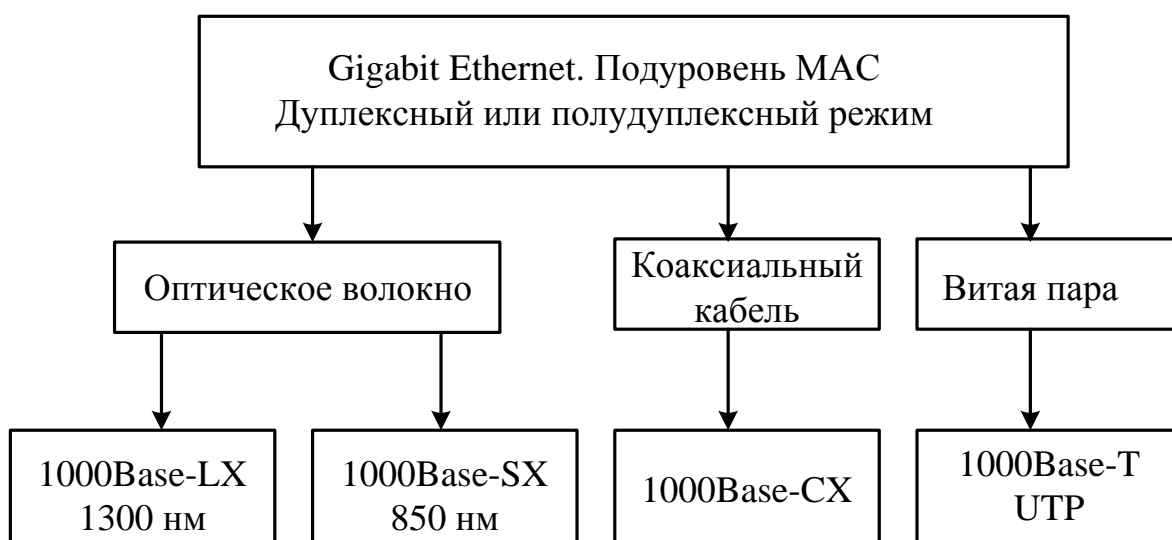 Gigabit Ethernet. Подуровень MAC
Дуплексный или полудуплексный режим
Оптическое волокно
Коаксиальный
кабель
Витая пара
1000Base-LX
1300 нм
1000Base-SX
850 нм
1000Base-CX
1000Base-T
UTP